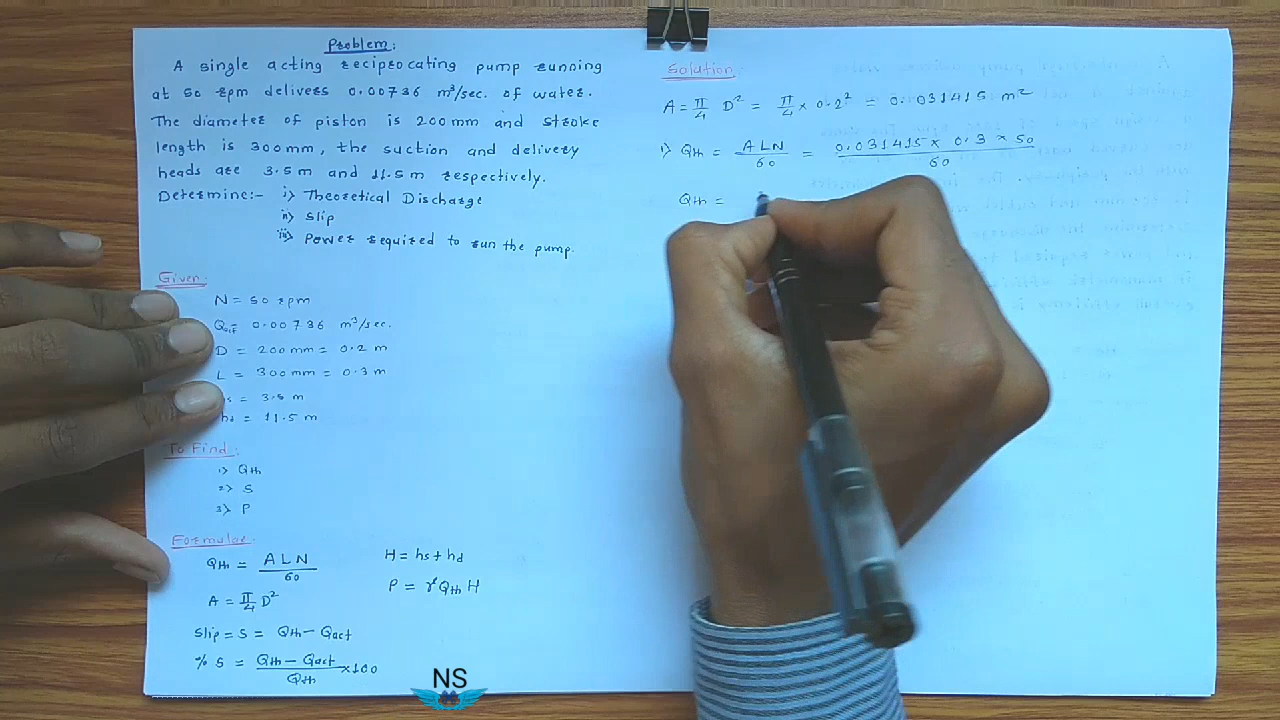 Problem:
A single acting reciprocating pump running
at 50 rpm delivers 0.00736 m³/sec. of water.
The diameter of piston is 200 mm and stroke
length is 300mm, the suction and delivery
heads are 3.5 m and 11.5 m respectively.
Determine:- i) Theoretical Discharge
ii) Slip
iii) Power required to run the pump.
Given:
N = 50 rpm
Qact = 0.00736 m³/sec.
D = 200 mm = 0.2 m
L = 300 mm = 0.3 m
hs = 3.5 m
hd = 11.5 m
To Find:
1) Qth
2) S
3) P
Formulae:
Qth = ALN/60
A = π/4 D²
Slip = S = Qth - Qact
% S = (Qth - Qact)/Qth × 100
H = hs + hd
P = γ Qth H
NS
Solution:
A = π/4 D² = π/4 × 0.2² = 0.031415 m²
1) Qth = ALN/60 = 0.031415 × 0.3 × 50/60
Qth =